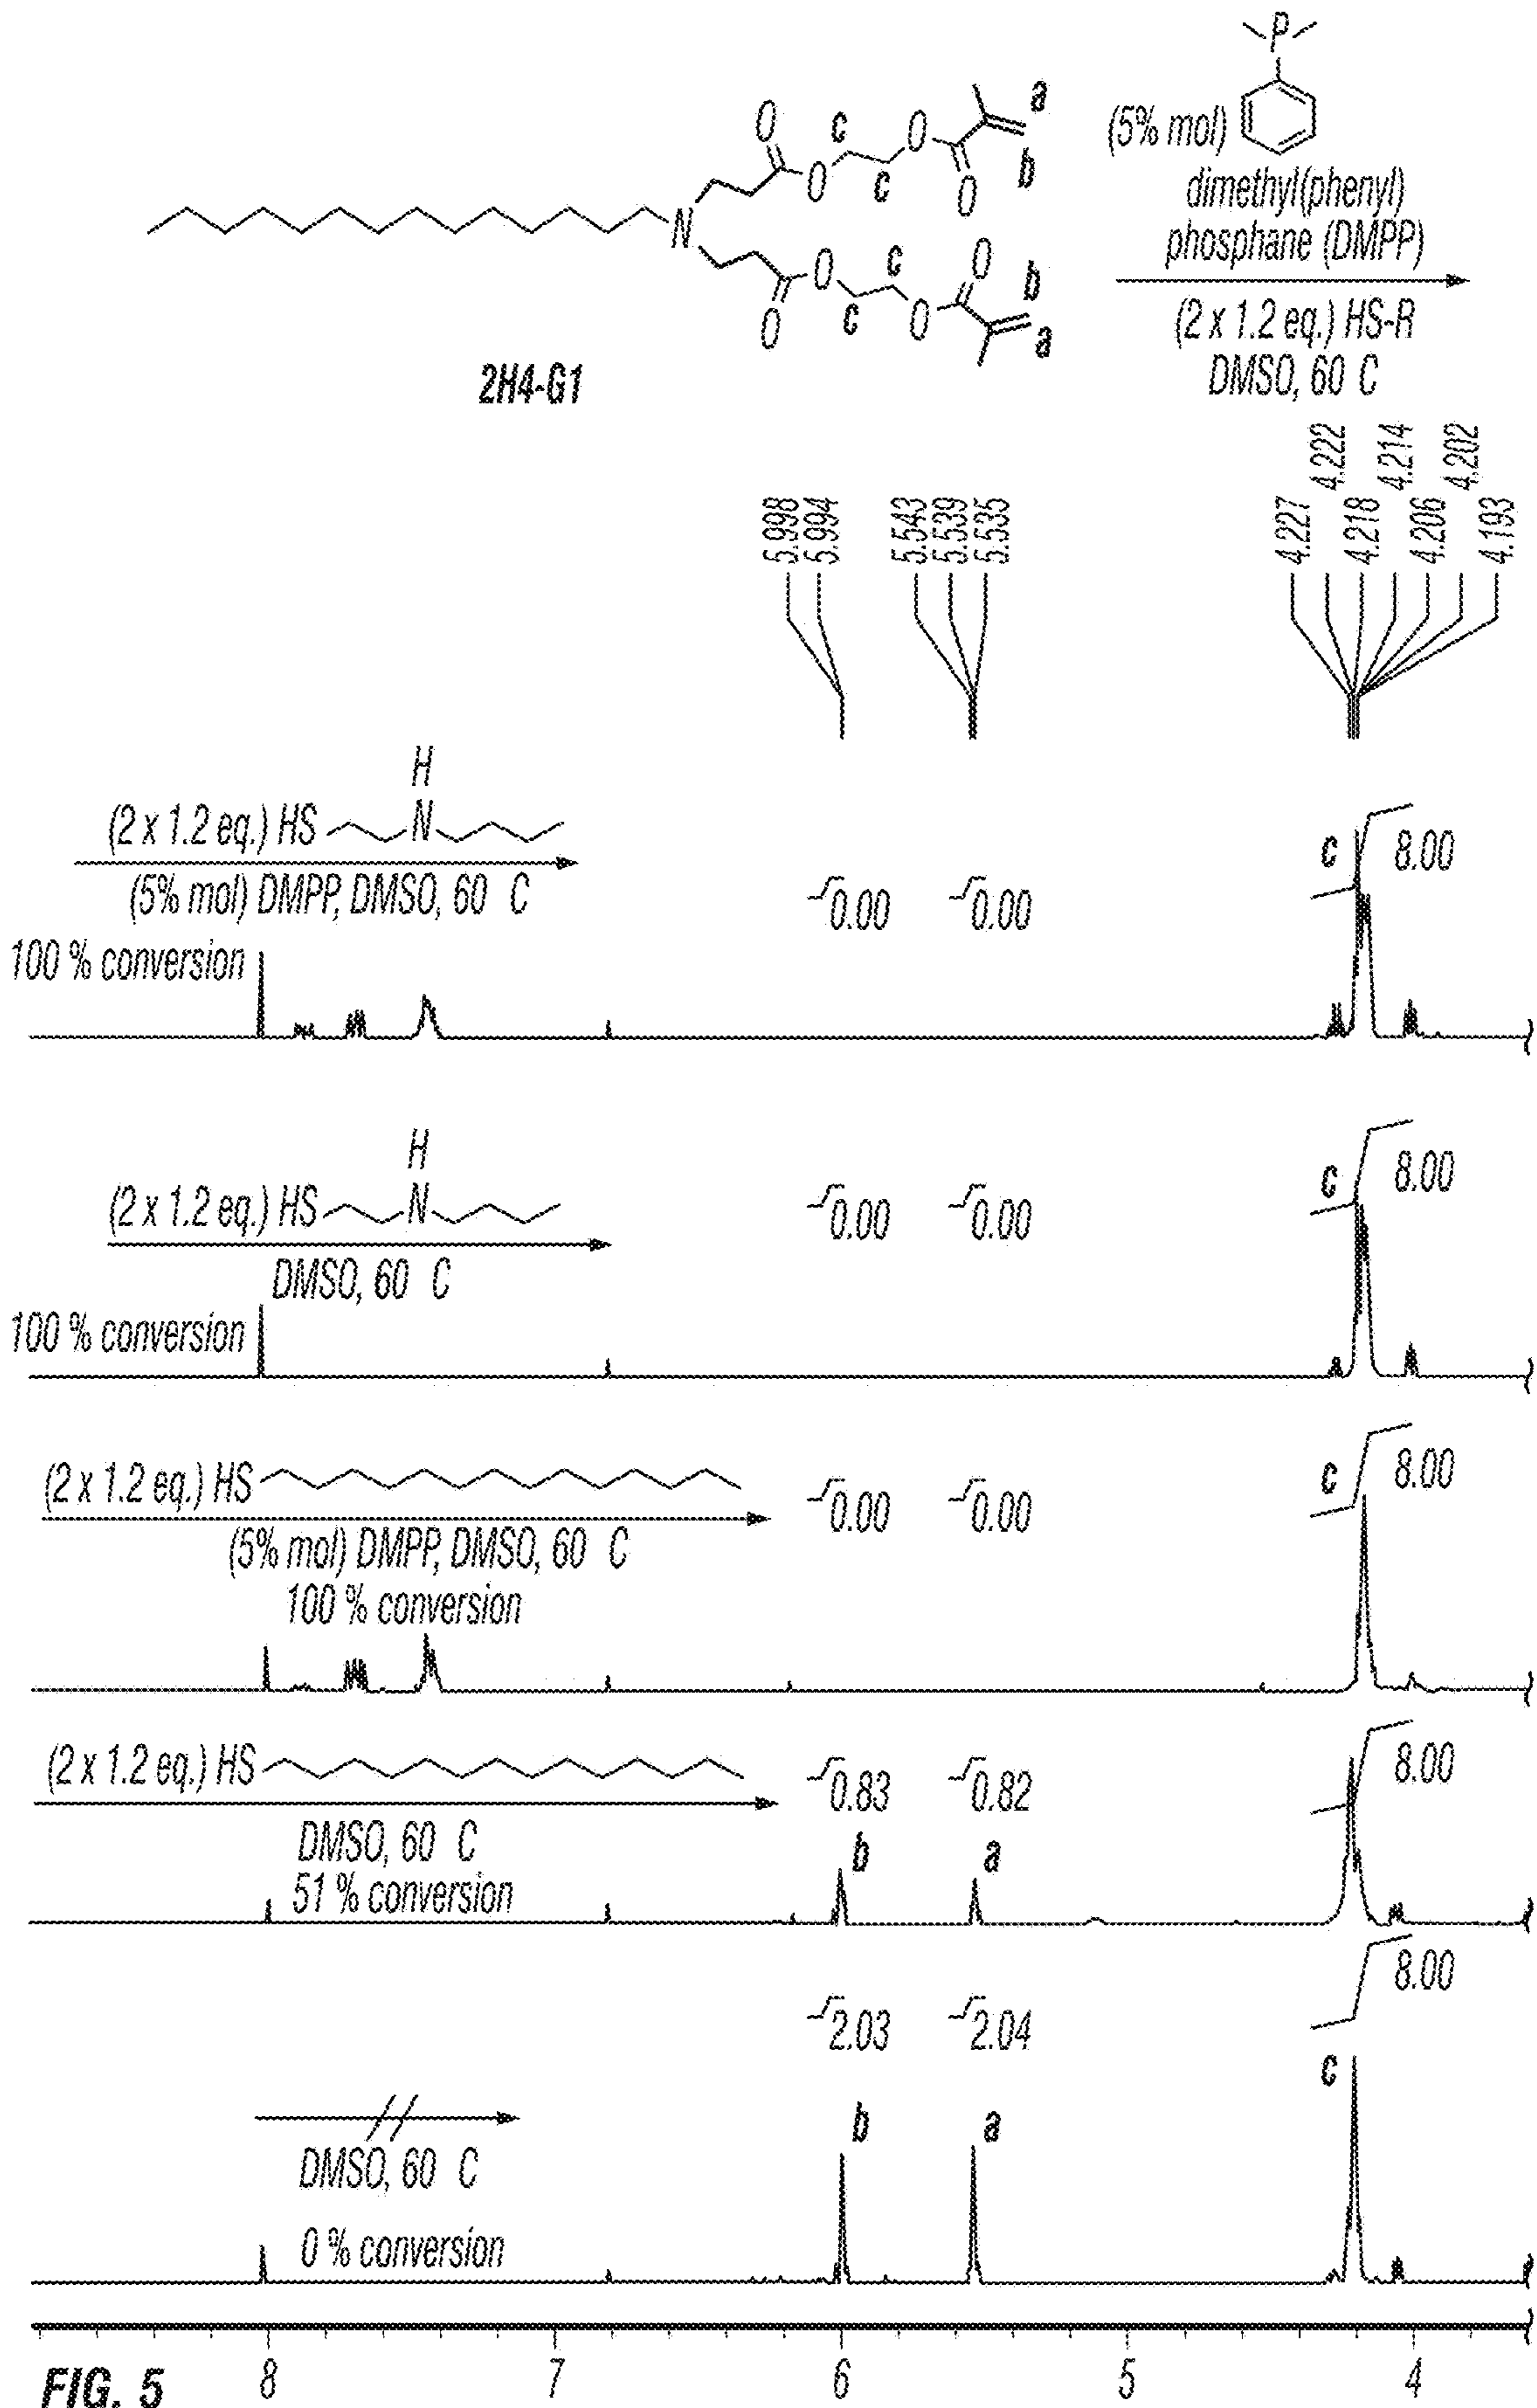 P
(5% mol)
dimethyl(phenyl)
phosphane (DMPP)
(2 x 1.2 eq.) HS-R
DMSO, 60 C
O c O a
O c O b
N
O c O b
O c O a
2H4-G1
4.222 4.214 4.202
5.998 5.994 5.543 5.539 5.535 4.227 4.218 4.206 4.193
H
(2 x 1.2 eq.) HS N
(5% mol) DMPP, DMSO, 60 C
100 % conversion
0.00 0.00 c 8.00
H
(2 x 1.2 eq.) HS N
DMSO, 60 C
100 % conversion
0.00 0.00 c 8.00
(2 x 1.2 eq.) HS
(5% mol) DMPP, DMSO, 60 C
100 % conversion
0.00 0.00 c 8.00
(2 x 1.2 eq.) HS
DMSO, 60 C
51 % conversion
0.83 0.82 8.00
b a
2.03 2.04 8.00
c
b a
DMSO, 60 C
0 % conversion
8 7 6 5 4
FIG. 5